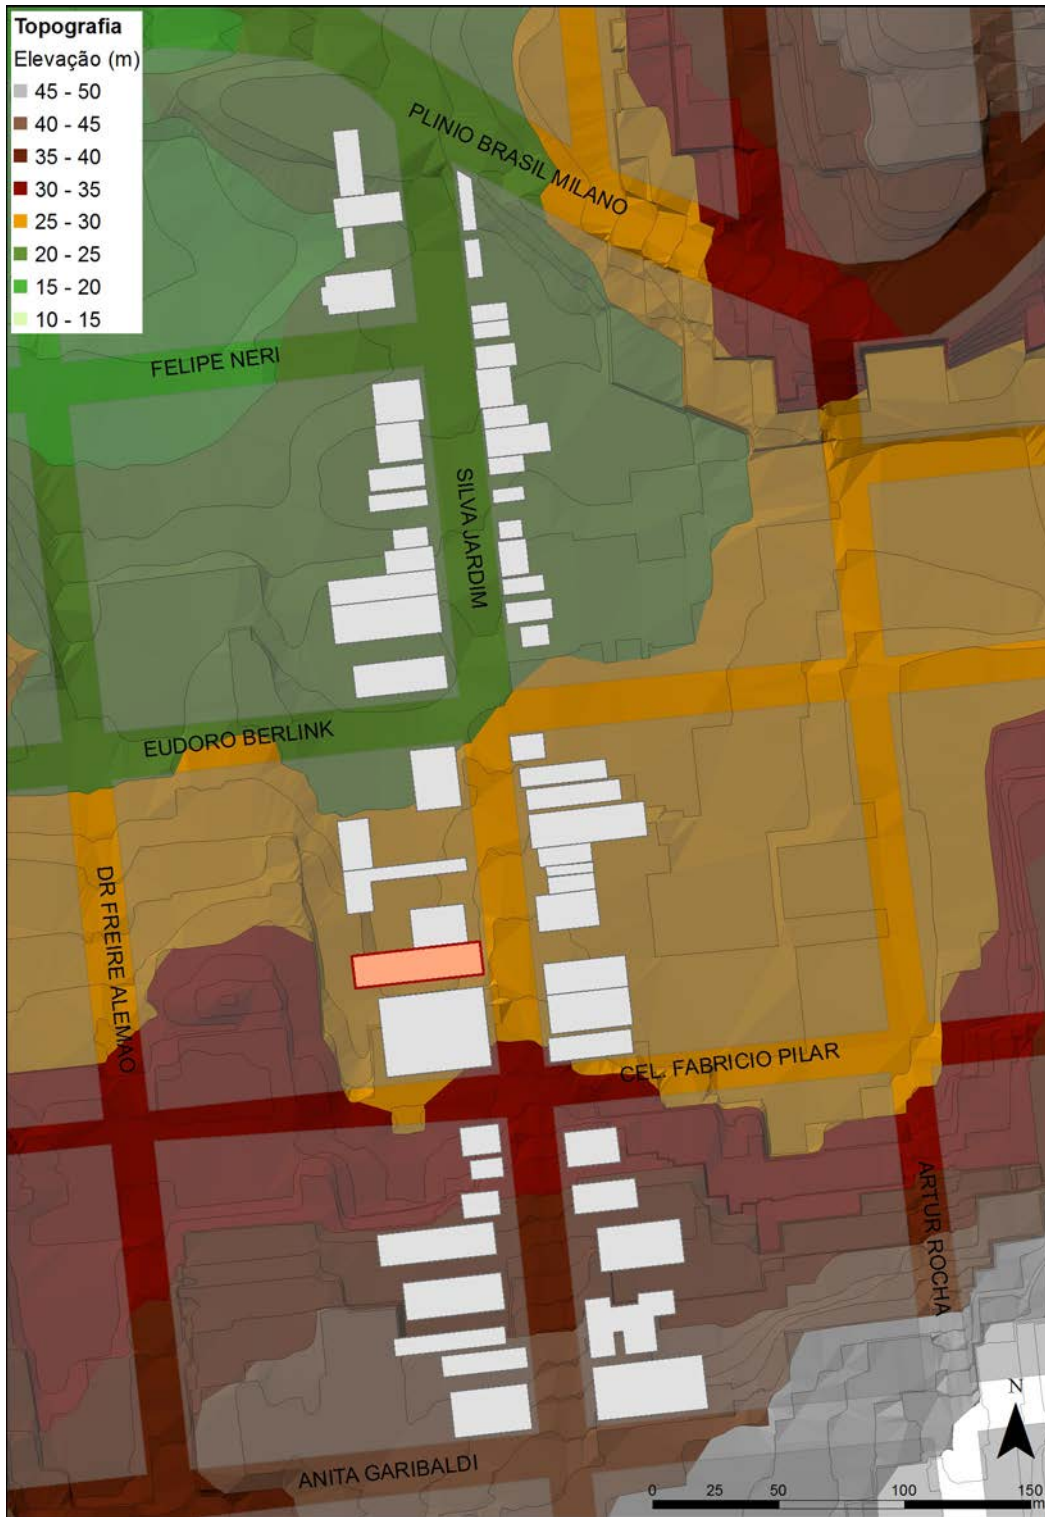 Topografia
Elevação (m)
45 - 50
40 - 45
35 - 40
30 - 35
25 - 30
20 - 25
15 - 20
10 - 15
PLINIO BRASIL MILANO
FELIPE NERI
SILVA JARDIM
EUDORO BERLINK
DR FREIRE ALEMAO
CEL. FABRICIO PILAR
ARTUR ROCHA
ANITA GARIBALDI
N
0 25 50 100 150
m